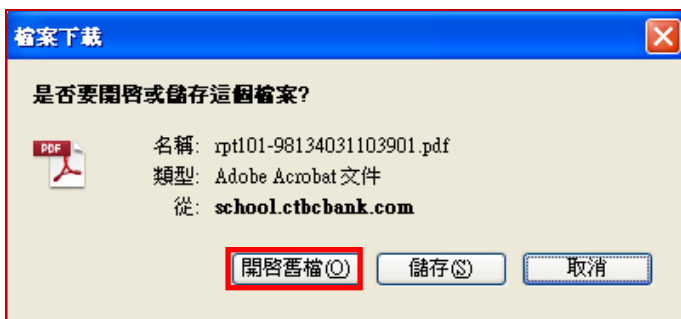 檔案下載
是否要開啓或儲存這個檔案?
PDF
名稱: rpt101-98134031103901.pdf
類型: Adobe Acrobat 文件
從: school.ctbcbank.com
開啓舊檔(O) 儲存(S) 取消